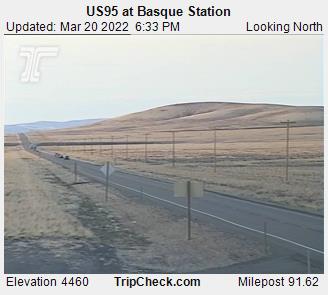 US95 at Basque Station
Updated: Mar 20 2022 6:33 PM Looking North
Elevation 4460 TripCheck.com Milepost 91.62